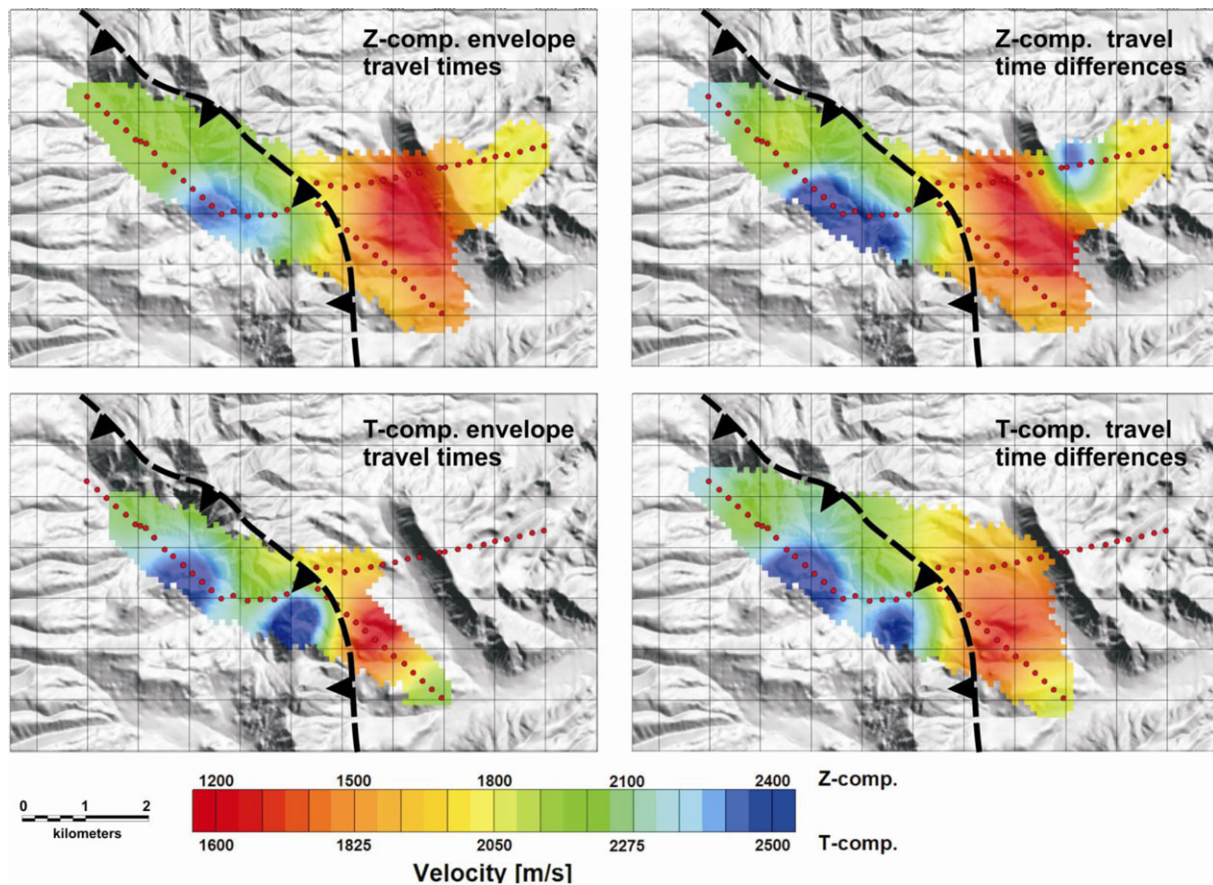 Z-comp. envelope
travel times
Z-comp. travel
time differences
T-comp. envelope
travel times
T-comp. travel
time differences
1200 1500 1800 2100 2400 Z-comp.
0 1 2
kilometers
1600 1825 2050 2275 2500 T-comp.
Velocity [m/s]